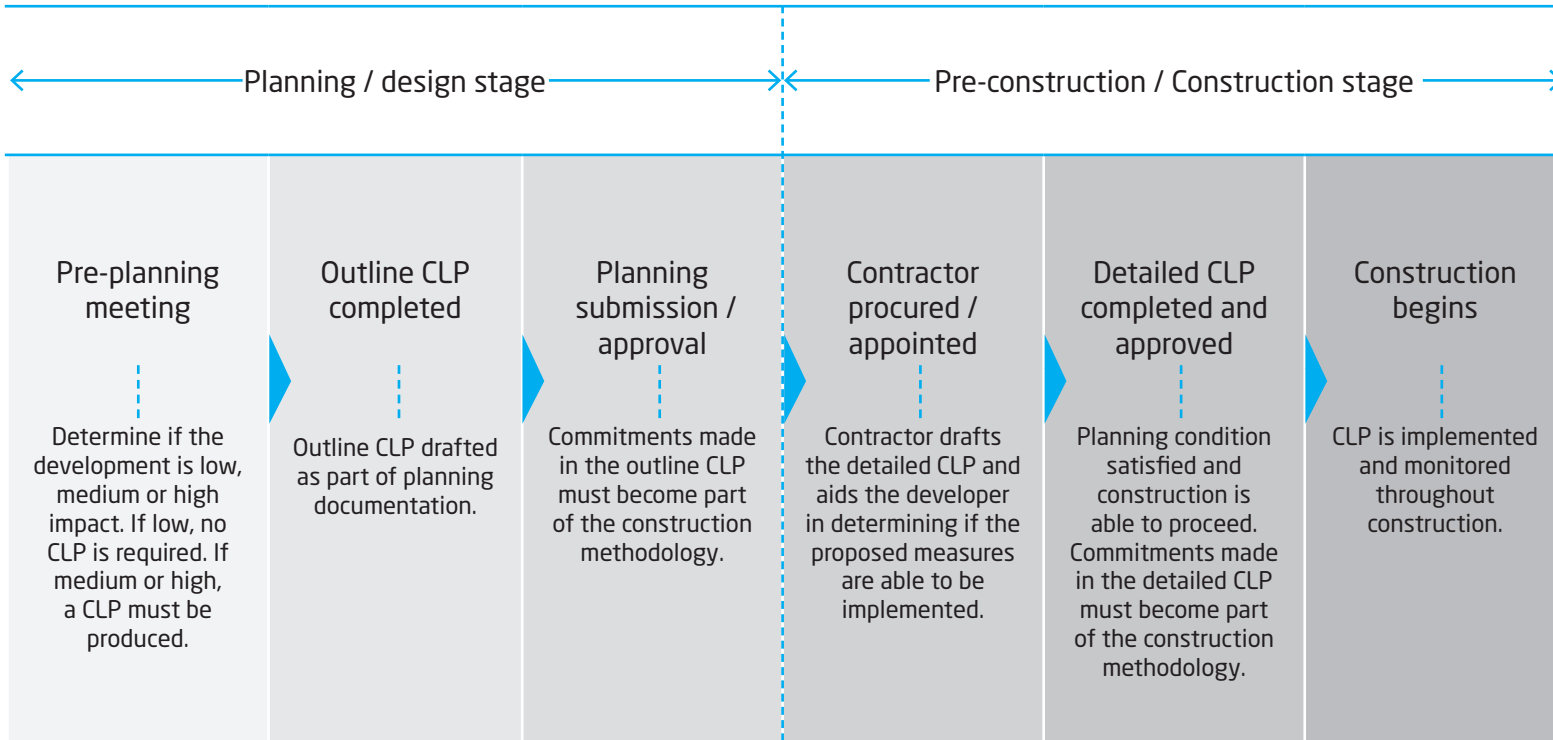 Planning / design stage
Pre-construction / Construction stage
Pre-planning
meeting
Determine if the
development is low,
medium or high
impact. If low, no
CLP is required. If
medium or high,
a CLP must be
produced.
Outline CLP
completed
Outline CLP drafted
as part of planning
documentation.
Planning
submission /
approval
Commitments made
in the outline CLP
must become part
of the construction
methodology.
Contractor
procured /
appointed
Contractor drafts
the detailed CLP and
aids the developer
in determining if the
proposed measures
are able to be
implemented.
Detailed CLP
completed and
approved
Planning condition
satisfied and
construction is
able to proceed.
Commitments made
in the detailed CLP
must become part
of the construction
methodology.
Construction
begins
CLP is implemented
and monitored
throughout
construction.